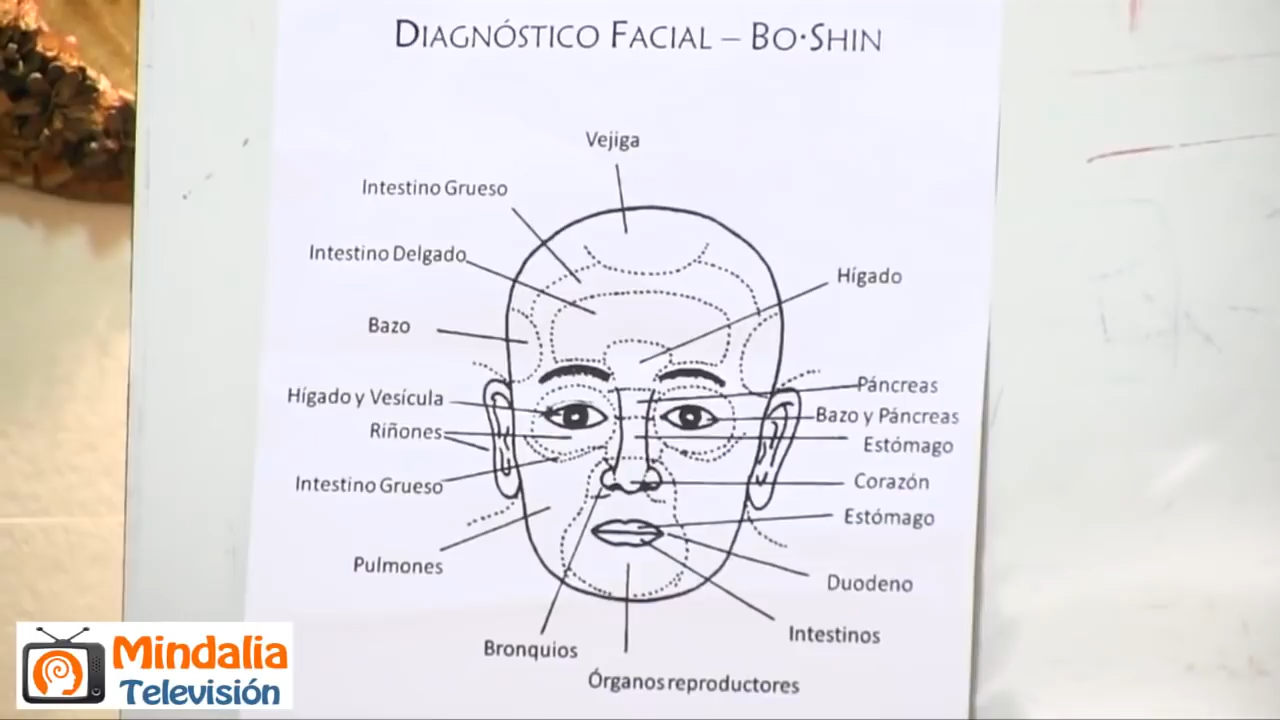 DIAGNÓSTICO FACIAL – BO·SHIN
Vejiga
Intestino Grueso
Intestino Delgado
Hígado
Bazo
Páncreas
Hígado y Vesícula
Bazo y Páncreas
Riñones
Estómago
Intestino Grueso
Corazón
Estómago
Pulmones
Duodeno
Intestinos
Bronquios
Órganos reproductores
Mindalia
Televisión